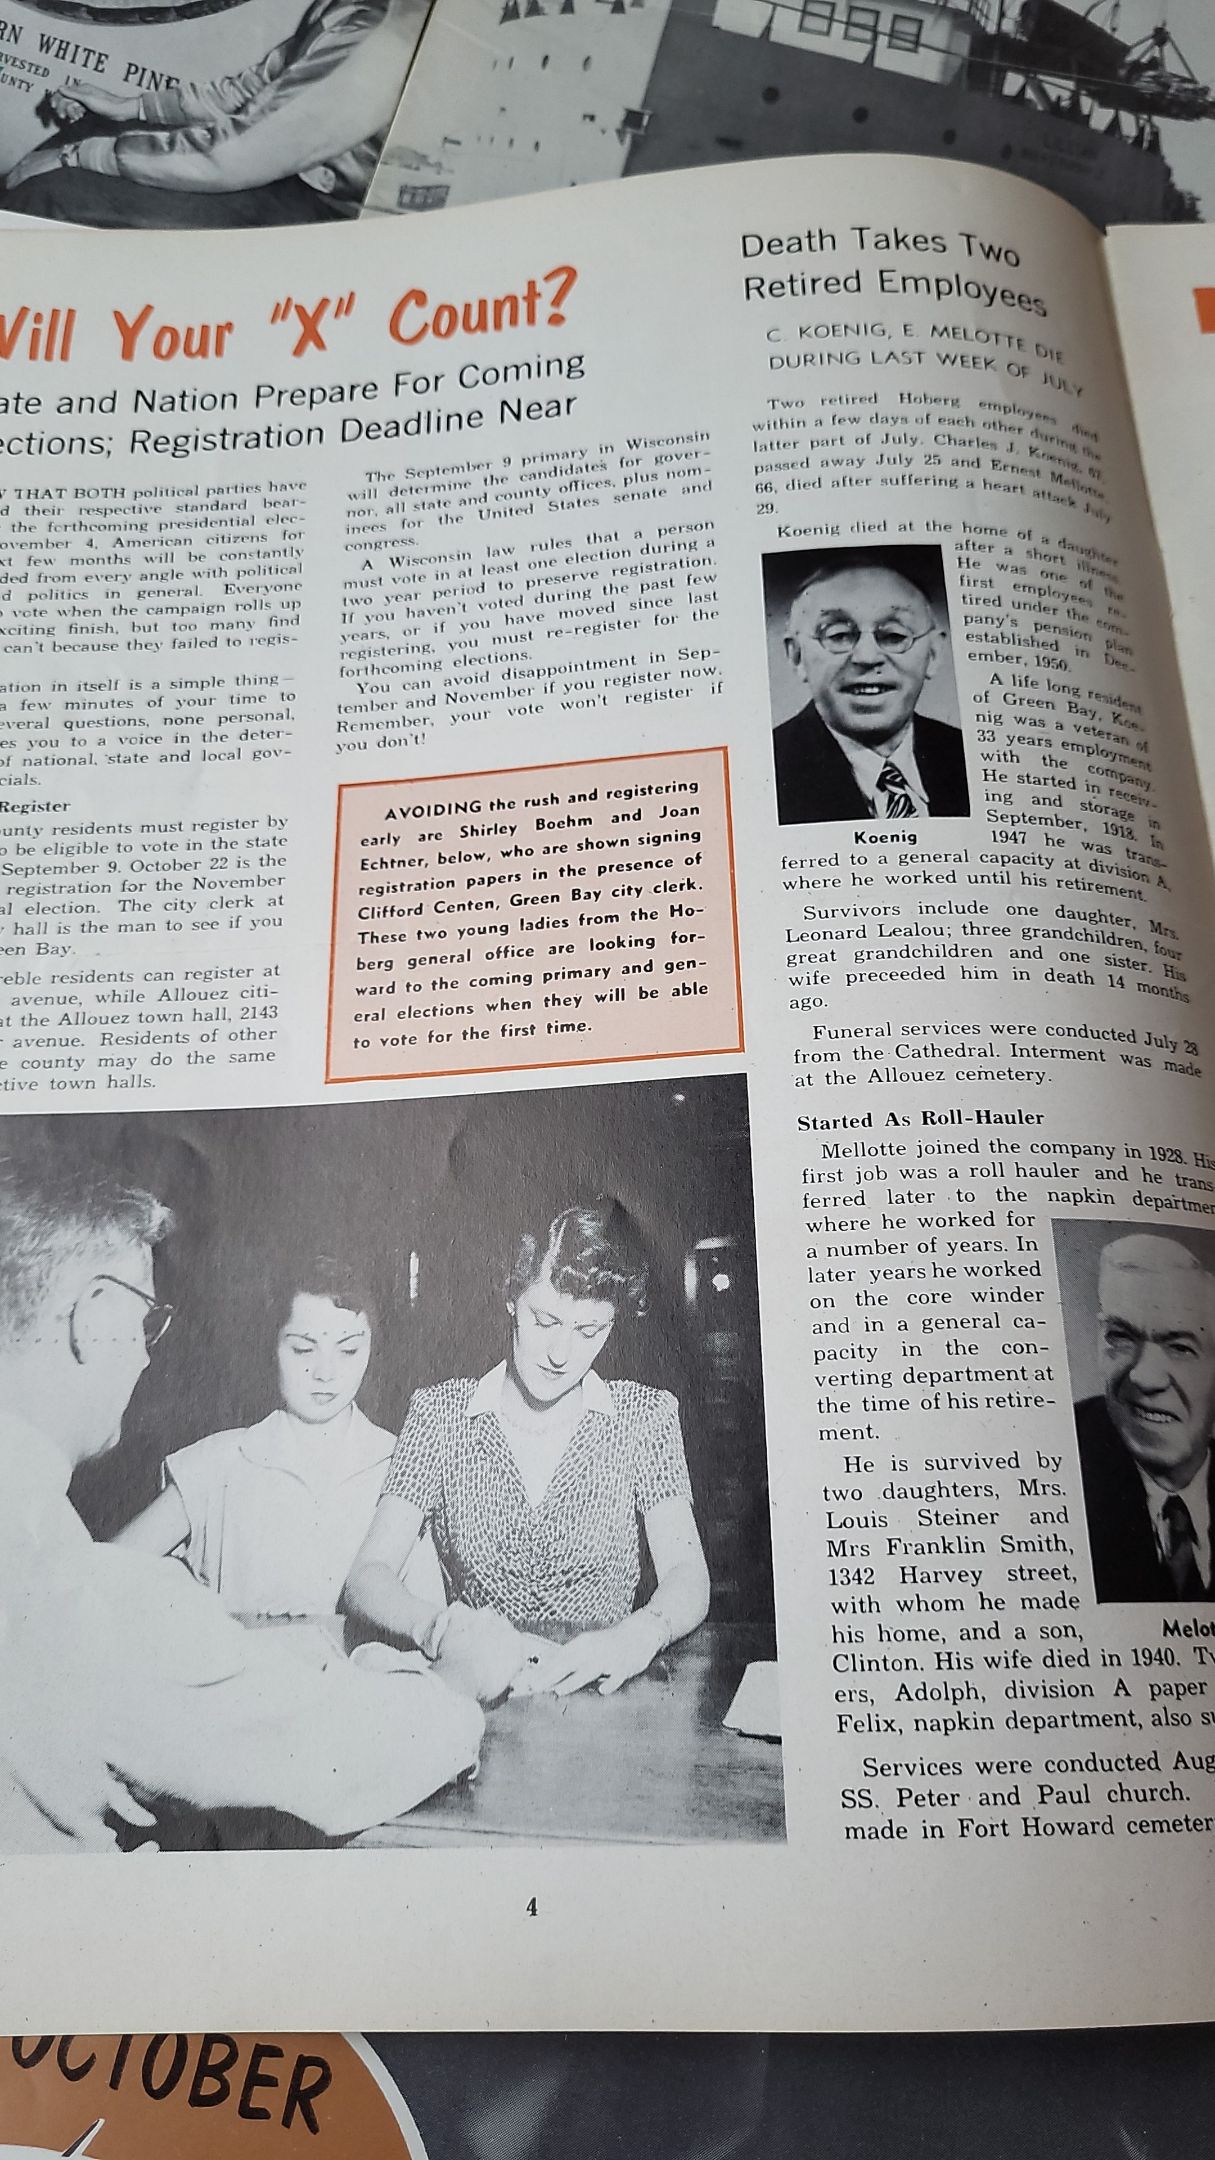 RN WHITE PINE
RVESTED IN
UNTY
Will Your "X" Count?
ate and Nation Prepare For Coming
ections; Registration Deadline Near
THAT BOTH political parties have
d their respective standard bear-
the forthcoming presidential elec-
ovember 4, American citizens for
xt few months will be constantly
ded from every angle with political
d politics in general. Everyone
vote when the campaign rolls up
xciting finish, but too many find
can't because they failed to regis-
ation in itself is a simple thing—
a few minutes of your time to
everal questions, none personal,
es you to a voice in the deter-
of national, state and local gov-
cials.
Register
ounty residents must register by
o be eligible to vote in the state
September 9. October 22 is the
registration for the November
al election. The city clerk at
hall is the man to see if you
een Bay.
reble residents can register at
avenue, while Allouez citi-
at the Allouez town hall, 2143
avenue. Residents of other
e county may do the same
ctive town halls.
The September 9 primary in Wisconsin
will determine the candidates for gover-
nor, all state and county offices, plus nom-
inees for the United States senate and
congress.
A Wisconsin law rules that a person
must vote in at least one election during a
two year period to preserve registration.
If you haven't voted during the past few
years, or if you have moved since last
registering, you must re-register for the
forthcoming elections.
You can avoid disappointment in Sep-
tember and November if you register now.
Remember, your vote won't register if
you don't!
AVOIDING the rush and registering
early are Shirley Boehm and Joan
Echtner, below, who are shown signing
registration papers in the presence of
Clifford Centen, Green Bay city clerk.
These two young ladies from the Ho-
berg general office are looking for-
ward to the coming primary and gen-
eral elections when they will be able
to vote for the first time.
Death Takes Two
Retired Employees
C. KOENIG, E. MELOTTE DIE
DURING LAST WEEK OF JULY
Two retired Hoberg employees died
within a few days of each other during the
latter part of July. Charles J. Koenig, 67,
passed away July 25 and Ernest Mellotte,
66, died after suffering a heart attack July
29.
Koenig died at the home of a daughter
after a short illness.
He was one of the
first employees re-
tired under the com-
pany's pension plan
established in Dec-
ember, 1950.
A life long resident
of Green Bay, Koe-
nig was a veteran of
33 years employment
with the company.
He started in receiv-
ing and storage in
September, 1918. In
1947 he was trans-
Koenig
ferred to a general capacity at division A,
where he worked until his retirement.
Survivors include one daughter, Mrs.
Leonard Lealou; three grandchildren, four
great grandchildren and one sister. His
wife preceeded him in death 14 months
ago.
Funeral services were conducted July 28
from the Cathedral. Interment was made
at the Allouez cemetery.
Started As Roll-Hauler
Mellotte joined the company in 1928. His
first job was a roll hauler and he trans
ferred later to the napkin departmen
where he worked for
a number of years. In
later years he worked
on the core winder
and in a general ca-
pacity in the con-
verting department at
the time of his retire-
ment.
He is survived by
two daughters, Mrs.
Louis Steiner and
Mrs Franklin Smith,
1342 Harvey street,
with whom he made
his home, and a son,
Melot
Clinton. His wife died in 1940. Tw
ers, Adolph, division A paper
Felix, napkin department, also su
Services were conducted Aug
SS. Peter and Paul church.
made in Fort Howard cemeter
4
OCTOBER